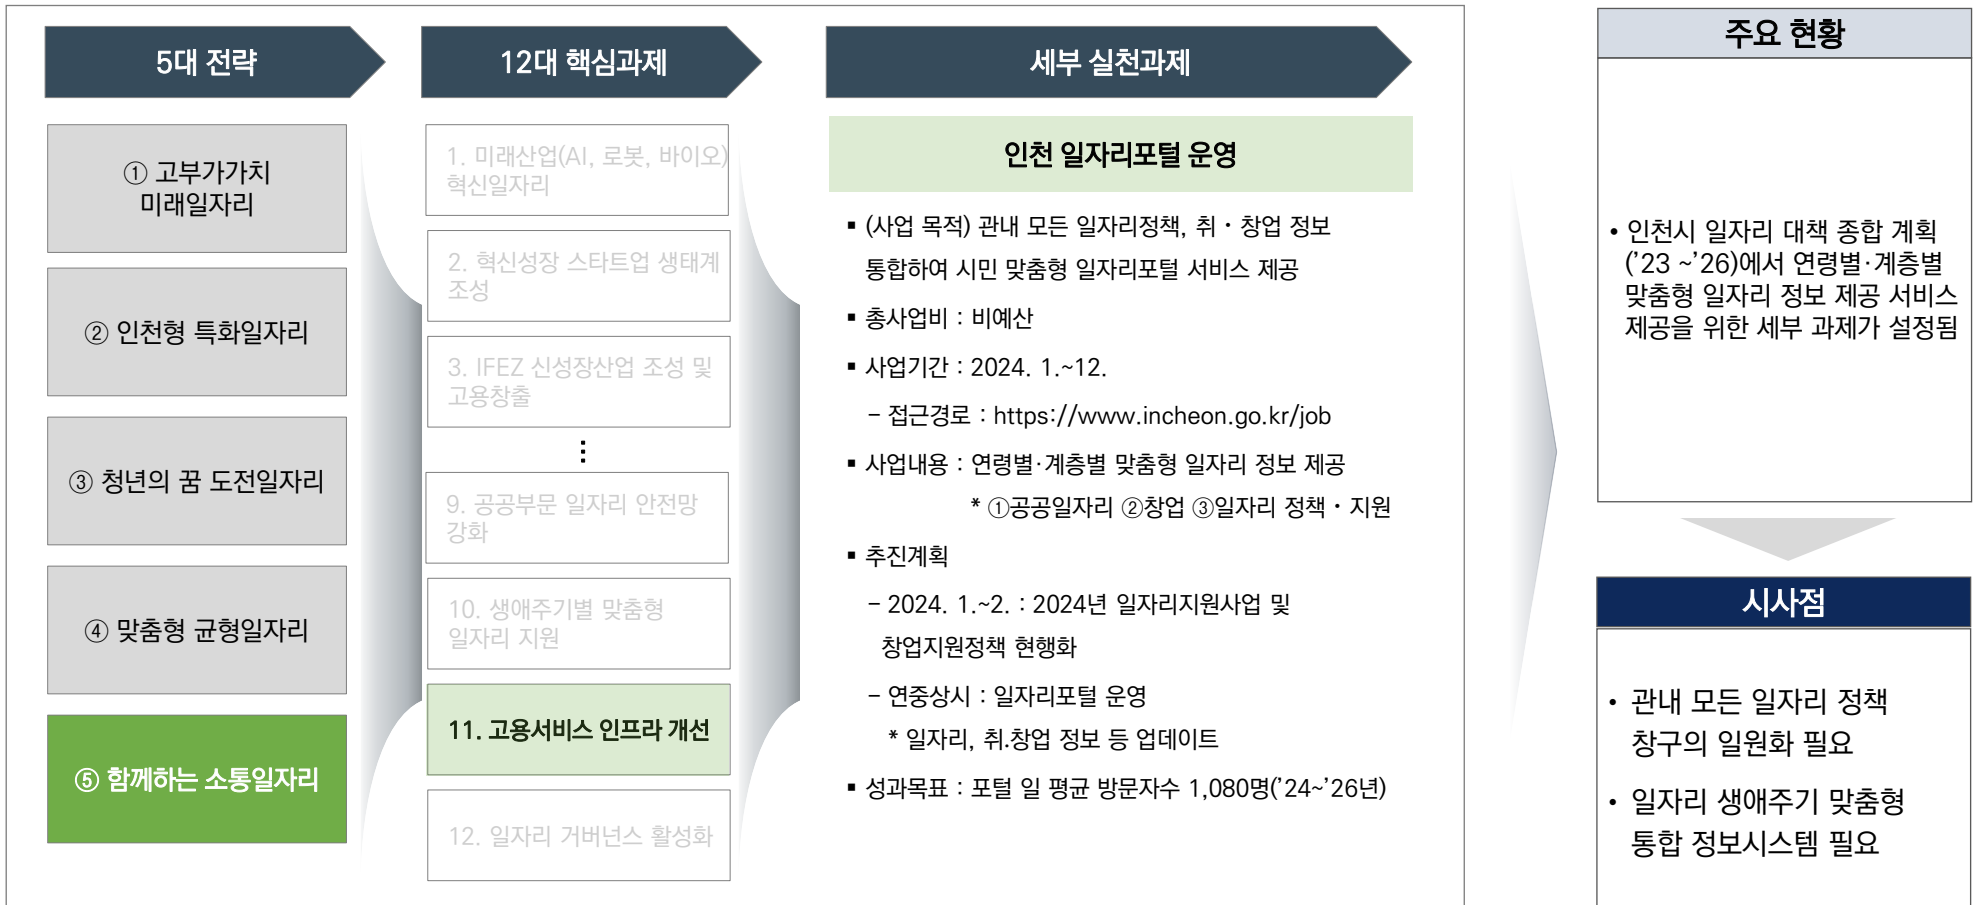 5대 전략
① 고부가가치
미래일자리
② 인천형 특화일자리
③ 청년의 꿈 도전일자리
④ 맞춤형 균형일자리
⑤ 함께하는 소통일자리
12대 핵심과제
1. 미래산업(AI, 로봇, 바이오)
혁신일자리
2. 혁신성장 스타트업 생태계
조성
3. IFEZ 신성장산업 조성 및
고용창출
⋮
9. 공공부문 일자리 안전망
강화
10. 생애주기별 맞춤형
일자리 지원
11. 고용서비스 인프라 개선
12. 일자리 거버넌스 활성화
세부 실천과제
인천 일자리포털 운영
▪ (사업 목적) 관내 모든 일자리정책, 취・창업 정보
통합하여 시민 맞춤형 일자리포털 서비스 제공
▪ 총사업비 : 비예산
▪ 사업기간 : 2024. 1.~12.
– 접근경로 : https://www.incheon.go.kr/job
▪ 사업내용 : 연령별·계층별 맞춤형 일자리 정보 제공
* ①공공일자리 ②창업 ③일자리 정책・지원
▪ 추진계획
– 2024. 1.~2. : 2024년 일자리지원사업 및
창업지원정책 현행화
– 연중상시 : 일자리포털 운영
* 일자리, 취.창업 정보 등 업데이트
▪ 성과목표 : 포털 일 평균 방문자수 1,080명(’24~’26년)
주요 현황
• 인천시 일자리 대책 종합 계획
(’23 ~’26)에서 연령별·계층별
맞춤형 일자리 정보 제공 서비스
제공을 위한 세부 과제가 설정됨
시사점
• 관내 모든 일자리 정책
창구의 일원화 필요
• 일자리 생애주기 맞춤형
통합 정보시스템 필요